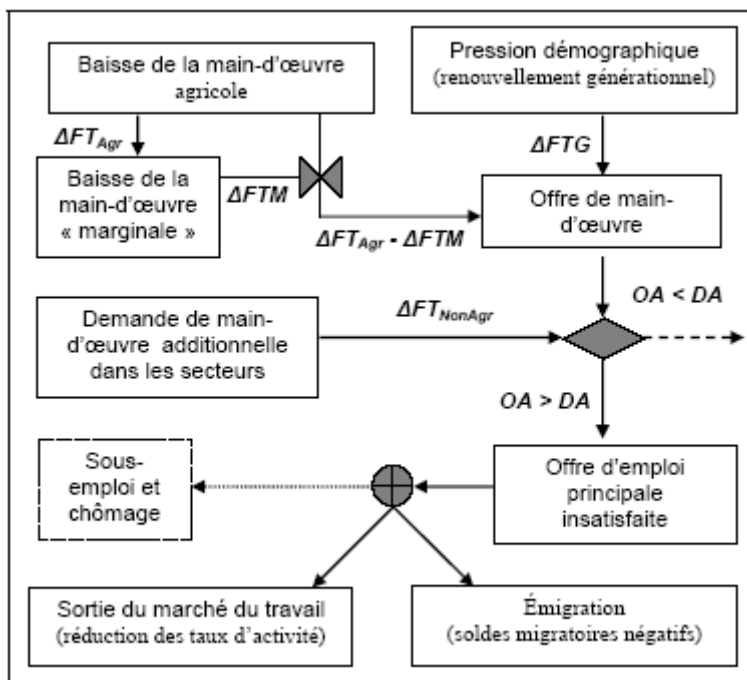 Baisse de la main-d'œuvre
agricole
Pression démographique
(renouvellement générationnel)
ΔFT_Agr
ΔFTG
Baisse de la
main-d'œuvre
« marginale »
ΔFTM
Offre de main-
d'œuvre
ΔFT_Agr - ΔFTM
OA < DA
Demande de main-
d'œuvre additionnelle
dans les secteurs
ΔFT_NonAgr
OA > DA
Sous-
emploi et
chômage
Offre d'emploi
principale
insatisfaite
Sortie du marché du travail
(réduction des taux d'activité)
Émigration
(soldes migratoires négatifs)